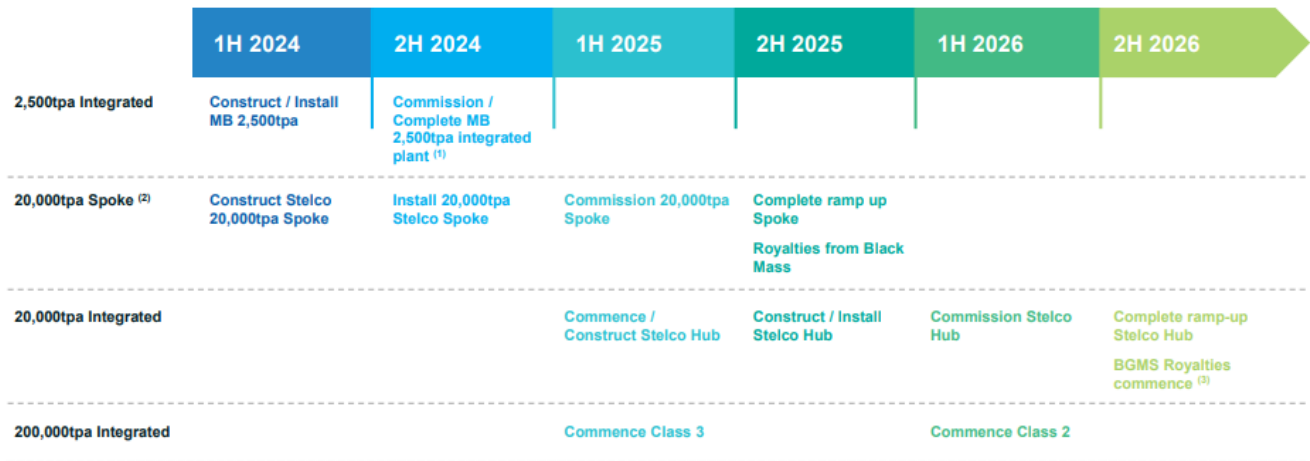 1H 2024
2H 2024
1H 2025
2H 2025
1H 2026
2H 2026
2,500tpa Integrated
Construct / Install
MB 2,500tpa
Commission /
Complete MB
2,500tpa integrated
plant (1)
20,000tpa Spoke (2)
Construct Stelco
20,000tpa Spoke
Install 20,000tpa
Stelco Spoke
Commission 20,000tpa
Spoke
Complete ramp up
Spoke
Royalties from Black
Mass
20,000tpa Integrated
Commence /
Construct Stelco Hub
Construct / Install
Stelco Hub
Commission Stelco
Hub
Complete ramp-up
Stelco Hub
BGMS Royalties
commence (3)
200,000tpa Integrated
Commence Class 3
Commence Class 2